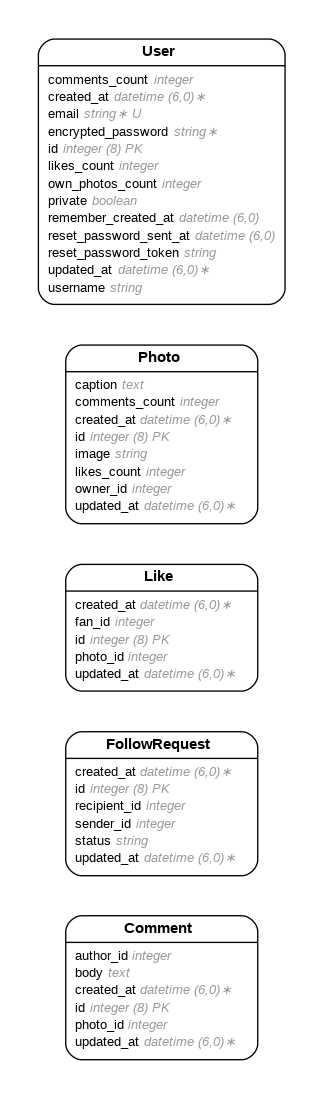 User
comments_count integer
created_at datetime (6,0)∗
email string∗ U
encrypted_password string∗
id integer (8) PK
likes_count integer
own_photos_count integer
private boolean
remember_created_at datetime (6,0)
reset_password_sent_at datetime (6,0)
reset_password_token string
updated_at datetime (6,0)∗
username string
Photo
caption text
comments_count integer
created_at datetime (6,0)∗
id integer (8) PK
image string
likes_count integer
owner_id integer
updated_at datetime (6,0)∗
Like
created_at datetime (6,0)∗
fan_id integer
id integer (8) PK
photo_id integer
updated_at datetime (6,0)∗
FollowRequest
created_at datetime (6,0)∗
id integer (8) PK
recipient_id integer
sender_id integer
status string
updated_at datetime (6,0)∗
Comment
author_id integer
body text
created_at datetime (6,0)∗
id integer (8) PK
photo_id integer
updated_at datetime (6,0)∗